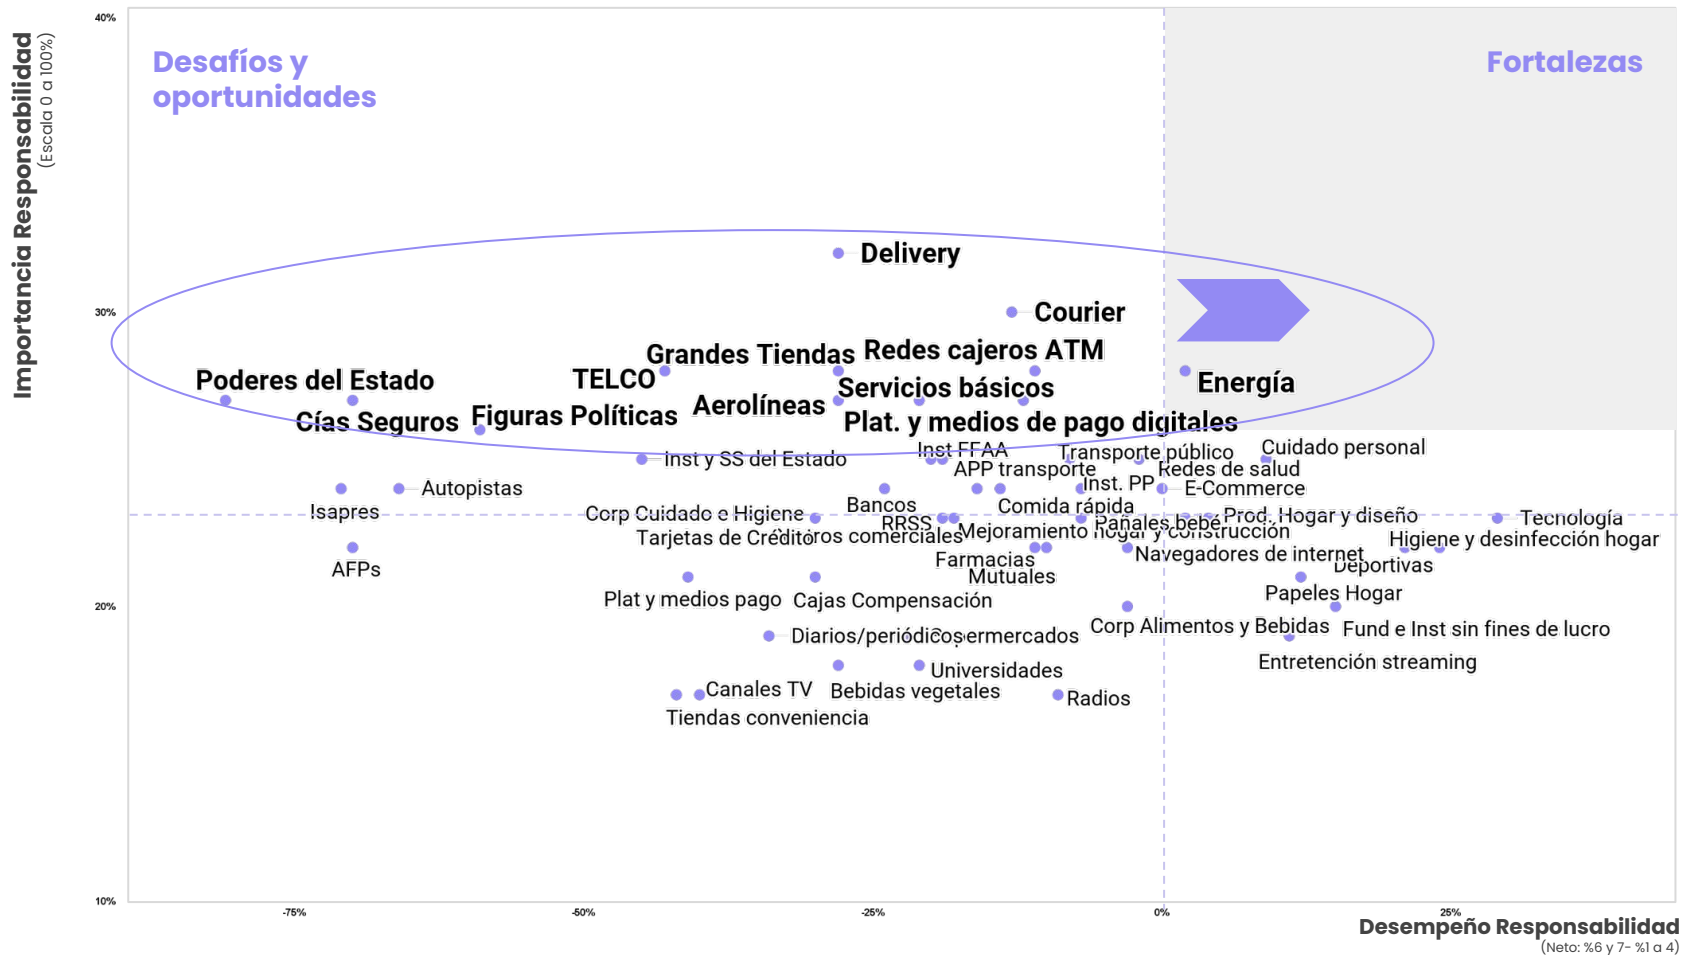 40%
Importancia Responsabilidad
(Escala 0 a 100%)
Desafíos y
oportunidades
Fortalezas
Delivery
30%
Courier
Grandes Tiendas
Redes cajeros ATM
TELCO
Poderes del Estado
Servicios básicos
Energía
Aerolíneas
Cías Seguros
Figuras Políticas
Plat. y medios de pago digitales
Inst FFAA
Transporte público
Cuidado personal
Inst y SS del Estado
APP transporte
Redes de salud
Inst. PP
Autopistas
E-Commerce
Isapres
Bancos
Comida rápida
Corp Cuidado e Higiene
RRSS
Pañales bebé
Prod. Hogar y diseño
Tecnología
Tarjetas de Crédito
comerciales
Mejoramiento hogar y construcción
Higiene y desinfección hogar
AFPs
Farmacias
Navegadores de internet
Deportivas
Mutuales
Plat y medios pago
Cajas Compensación
Papeles Hogar
20%
Corp Alimentos y Bebidas
Fund e Inst sin fines de lucro
Diarios/periódicos
Entretención streaming
Universidades
Canales TV
Bebidas vegetales
Radios
Tiendas conveniencia
10%
-75%
-50%
-25%
0%
25%
Desempeño Responsabilidad
(Neto: %6 y 7- %1 a 4)